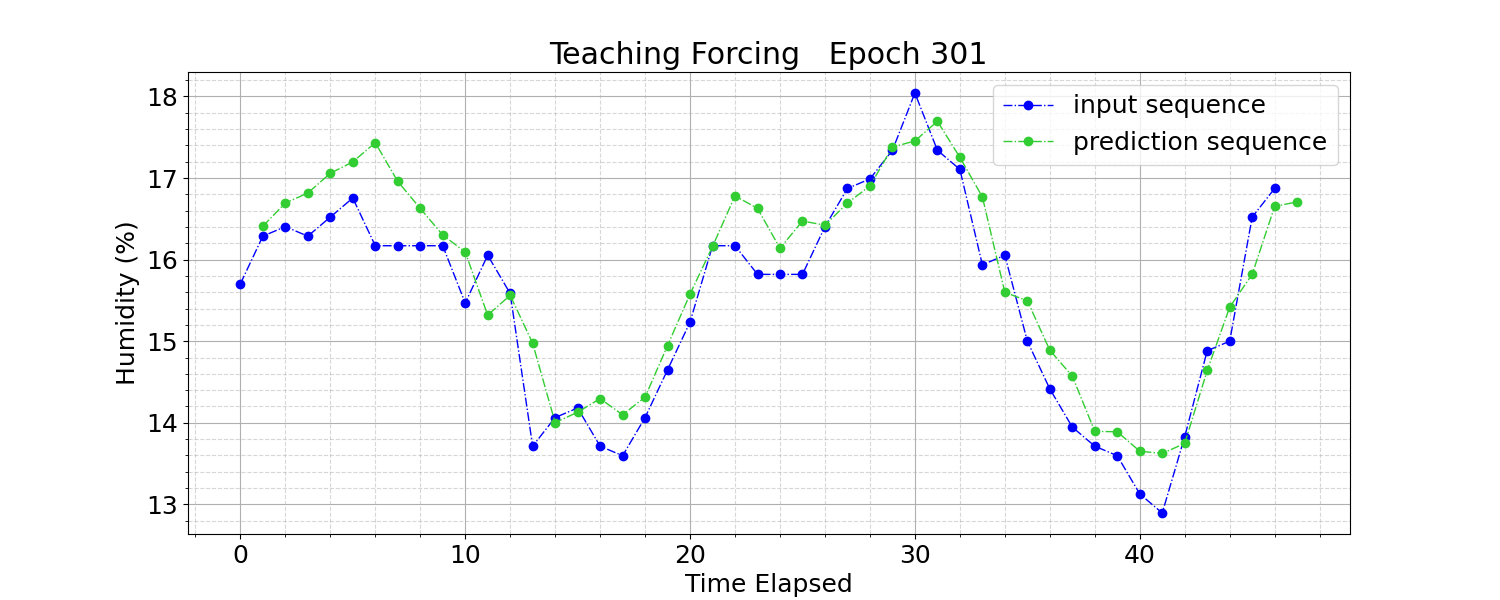 Teaching Forcing   Epoch 301
input sequence
prediction sequence
Humidity (%)
18
17
16
15
14
13
0 10 20 30 40
Time Elapsed